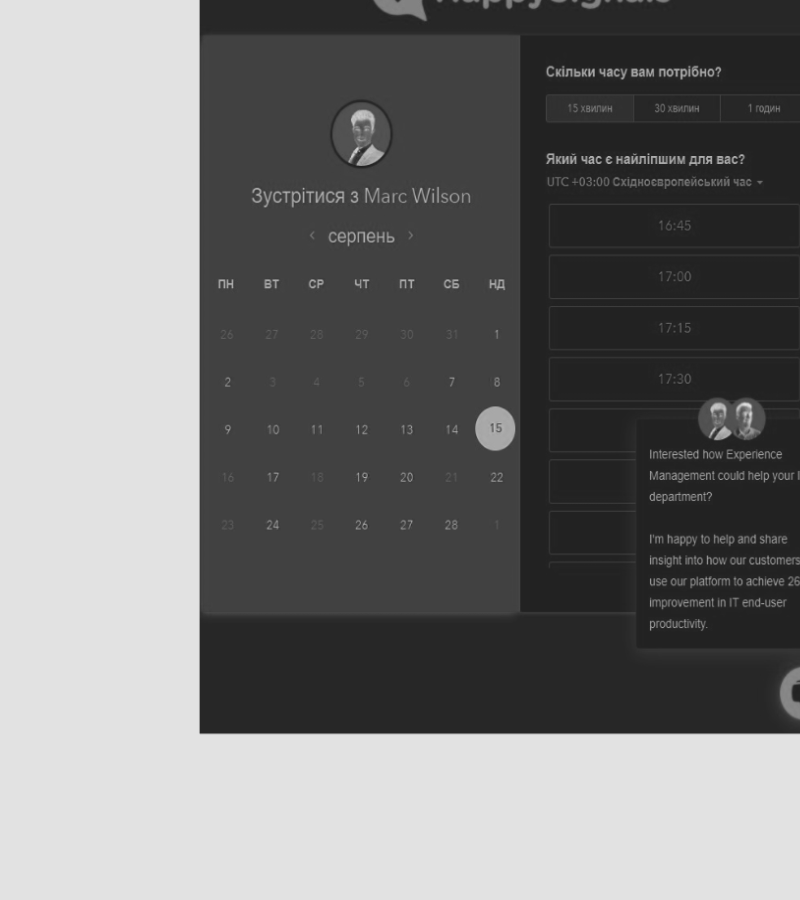 HappySignals
Зустрітися з Marc Wilson
серпень
ПН ВТ СР ЧТ ПТ СБ НД
26 27 28 29 30 31 1
2 3 4 5 6 7 8
9 10 11 12 13 14 15
16 17 18 19 20 21 22
23 24 25 26 27 28 1
Скільки часу вам потрібно?
15 хвилин 30 хвилин 1 годин
Який час є найліпшим для вас?
UTC +03:00 Східноєвропейський час
16:45
17:00
17:15
17:30
Interested how Experience
Management could help your
department?
I'm happy to help and share
insight into how our customers
use our platform to achieve 26
improvement in IT end-user
productivity.